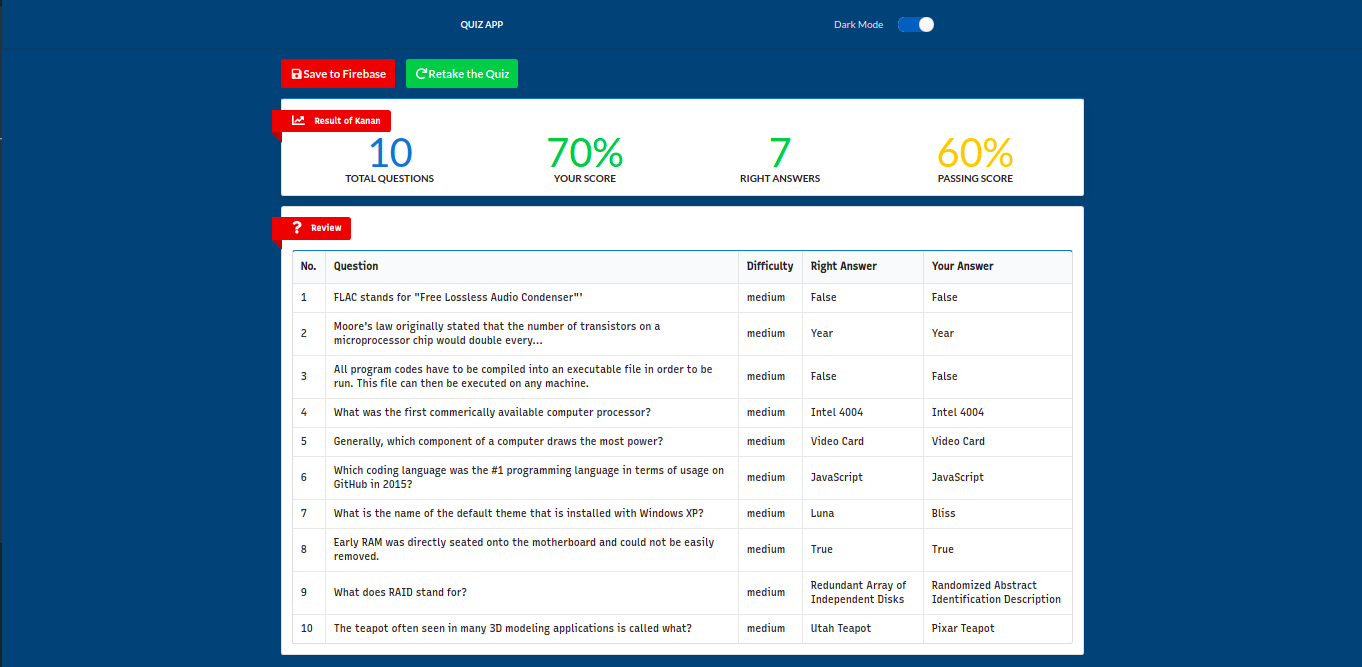 QUIZ APP
Dark Mode
Save to Firebase
Retake the Quiz
Result of Kanan
10
70%
7
60%
TOTAL QUESTIONS
YOUR SCORE
RIGHT ANSWERS
PASSING SCORE
Review
No. Question Difficulty Right Answer Your Answer
1 FLAC stands for "Free Lossless Audio Condenser"' medium False False
2 Moore's law originally stated that the number of transistors on a
microprocessor chip would double every... medium Year Year
3 All program codes have to be compiled into an executable file in order to be
run. This file can then be executed on any machine. medium False False
4 What was the first commerically available computer processor? medium Intel 4004 Intel 4004
5 Generally, which component of a computer draws the most power? medium Video Card Video Card
6 Which coding language was the #1 programming language in terms of usage on
GitHub in 2015? medium JavaScript JavaScript
7 What is the name of the default theme that is installed with Windows XP? medium Luna Bliss
8 Early RAM was directly seated onto the motherboard and could not be easily
removed. medium True True
9 What does RAID stand for? medium Redundant Array of
Independent Disks Randomized Abstract
Identification Description
10 The teapot often seen in many 3D modeling applications is called what? medium Utah Teapot Pixar Teapot